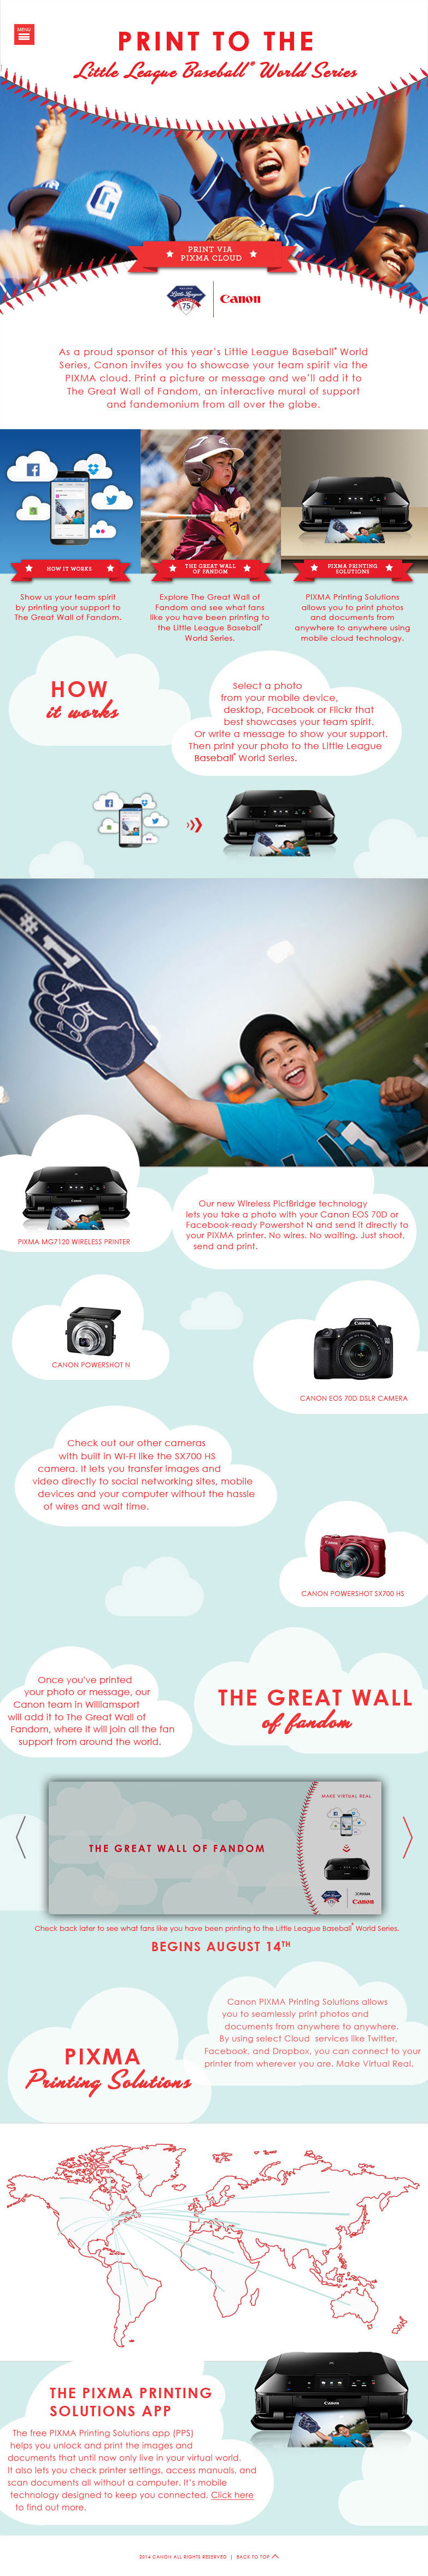 MENU
PRINT TO THE
Little League Baseball® World Series
PRINT VIA
PIXMA CLOUD
Little League
75
Canon
As a proud sponsor of this year's Little League Baseball® World
Series, Canon invites you to showcase your team spirit via the
PIXMA cloud. Print a picture or message and we'll add it to
The Great Wall of Fandom, an interactive mural of support
and fandemonium from all over the globe.
HOW IT WORKS
Show us your team spirit
by printing your support to
The Great Wall of Fandom.
THE GREAT WALL
OF FANDOM
Explore The Great Wall of
Fandom and see what fans
like you have been printing to
the Little League Baseball®
World Series.
PIXMA PRINTING
SOLUTIONS
PIXMA Printing Solutions
allows you to print photos
and documents from
anywhere to anywhere using
mobile cloud technology.
HOW
it works
Select a photo
from your mobile device,
desktop, Facebook or Flickr that
best showcases your team spirit.
Or write a message to show your support.
Then print your photo to the Little League
Baseball® World Series.
#1
PIXMA MG7120 WIRELESS PRINTER
Our new Wireless PictBridge technology
lets you take a photo with your Canon EOS 70D or
Facebook-ready Powershot N and send it directly to
your PIXMA printer. No wires. No waiting. Just shoot,
send and print.
CANON POWERSHOT N
Canon
CANON EOS 70D DSLR CAMERA
Check out our other cameras
with built in WI-FI like the SX700 HS
camera. It lets you transfer images and
video directly to social networking sites, mobile
devices and your computer without the hassle
of wires and wait time.
Canon
CANON POWERSHOT SX700 HS
Once you've printed
your photo or message, our
Canon team in Williamsport
will add it to The Great Wall of
Fandom, where it will join all the fan
support from around the world.
THE GREAT WALL
of fandom
MAKE VIRTUAL REAL
THE GREAT WALL OF FANDOM
PIXMA
Canon
Check back later to see what fans like you have been printing to the Little League Baseball® World Series.
BEGINS AUGUST 14TH
PIXMA
Printing Solutions
Canon PIXMA Printing Solutions allows
you to seamlessly print photos and
documents from anywhere to anywhere.
By using select Cloud services like Twitter,
Facebook, and Dropbox, you can connect to your
printer from wherever you are. Make Virtual Real.
THE PIXMA PRINTING
SOLUTIONS APP
The free PIXMA Printing Solutions app (PPS)
helps you unlock and print the images and
documents that until now only live in your virtual world.
It also lets you check printer settings, access manuals, and
scan documents all without a computer. It's mobile
technology designed to keep you connected. Click here
to find out more.
Canon
2014 CANON ALL RIGHTS RESERVED | BACK TO TOP